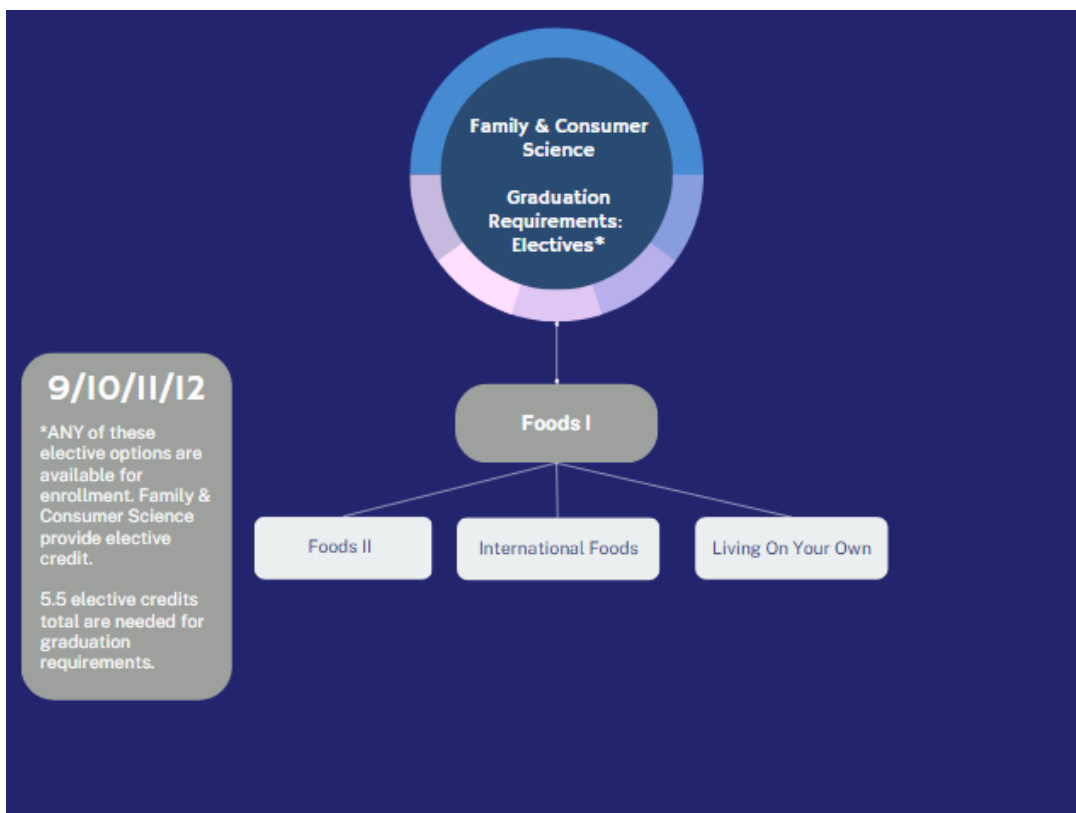 Family & Consumer
Science
Graduation
Requirements:
Electives*
9/10/11/12
*ANY of these
elective options are
available for
enrollment. Family &
Consumer Science
provide elective
credit.
5.5 elective credits
total are needed for
graduation
requirements.
Foods I
Foods II
International Foods
Living On Your Own